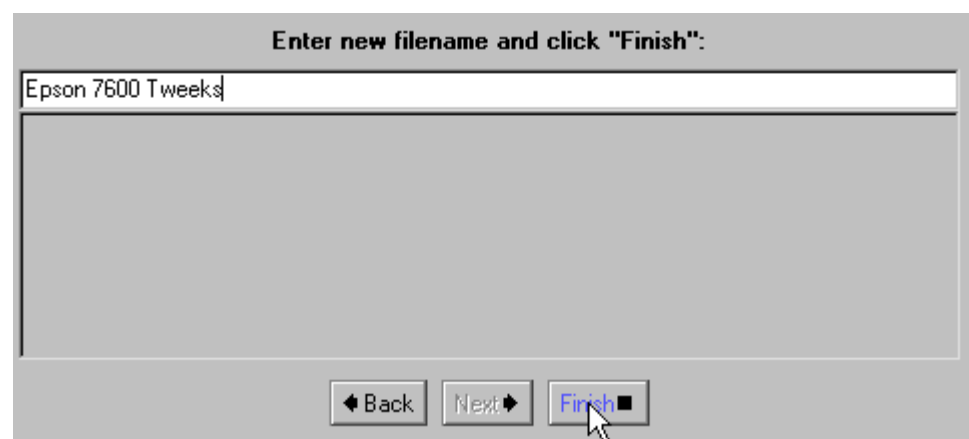 Enter new filename and click "Finish":
Epson 7600 Tweeks
Back Next Finish